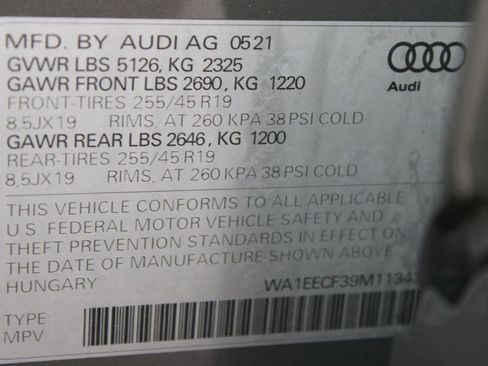 MFD. BY AUDI AG 0521
GVWR LBS 5126, KG 2325
GAWR FRONT LBS 2690, KG 1220
FRONT-TIRES 255/45 R19
8,5JX19 RIMS, AT 260 KPA 38 PSI COLD
GAWR REAR LBS 2646, KG 1200
REAR-TIRES 255/45 R19
8,5JX19 RIMS, AT 260 KPA 38 PSI COLD
Audi
THIS VEHICLE CONFORMS TO ALL APPLICABLE
U.S. FEDERAL MOTOR VEHICLE SAFETY AND
THEFT PREVENTION STANDARDS IN EFFECT ON
THE DATE OF MANUFACTURE SHOWN ABOVE
HUNGARY WA1EECF39M11343
TYPE:
MPV